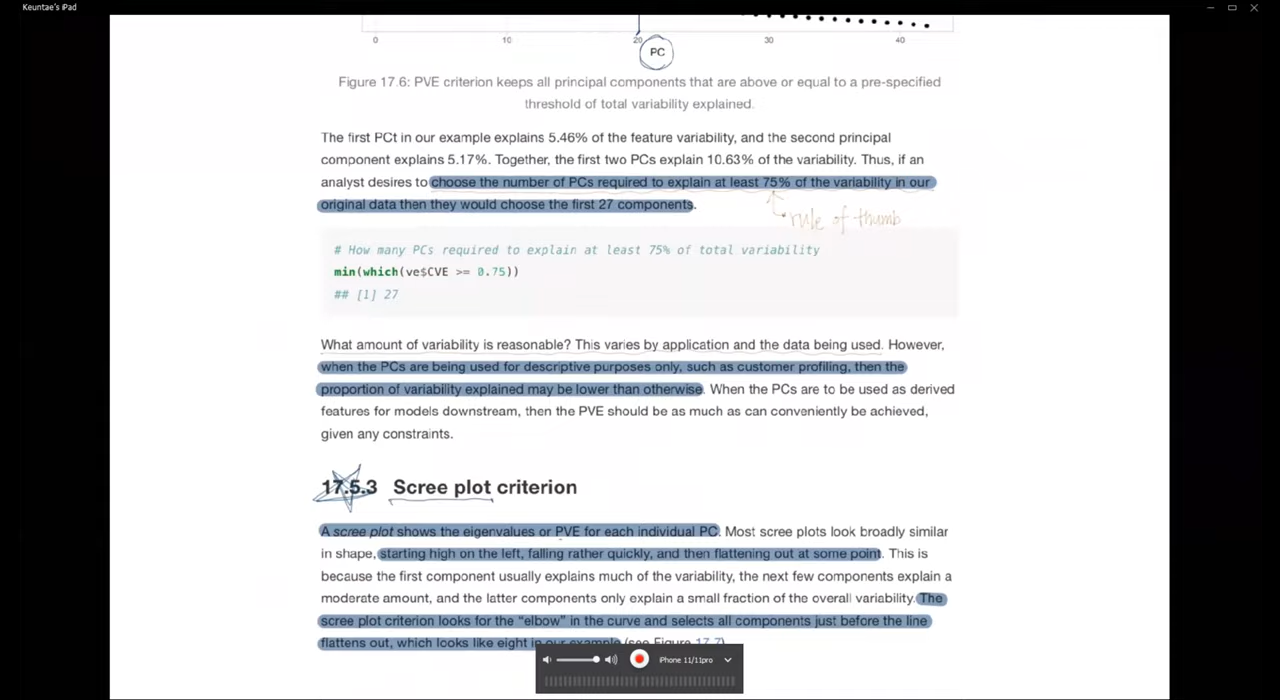 Keuntae's iPad
0 10 20 30 40
PC
Figure 17.6: PVE criterion keeps all principal components that are above or equal to a pre-specified
threshold of total variability explained.
The first PCt in our example explains 5.46% of the feature variability, and the second principal
component explains 5.17%. Together, the first two PCs explain 10.63% of the variability. Thus, if an
analyst desires to choose the number of PCs required to explain at least 75% of the variability in our
original data then they would choose the first 27 components.
rule of thumb
# How many PCs required to explain at least 75% of total variability
min(which(ve$CVE >= 0.75))
## [1] 27
What amount of variability is reasonable? This varies by application and the data being used. However,
when the PCs are being used for descriptive purposes only, such as customer profiling, then the
proportion of variability explained may be lower than otherwise. When the PCs are to be used as derived
features for models downstream, then the PVE should be as much as can conveniently be achieved,
given any constraints.
17.5.3 Scree plot criterion
A scree plot shows the eigenvalues or PVE for each individual PC. Most scree plots look broadly similar
in shape, starting high on the left, falling rather quickly, and then flattening out at some point. This is
because the first component usually explains much of the variability, the next few components explain a
moderate amount, and the latter components only explain a small fraction of the overall variability. The
scree plot criterion looks for the "elbow" in the curve and selects all components just before the line
flattens out, which looks like eight in our example (see Figure 17.7)
iPhone 11/11pro